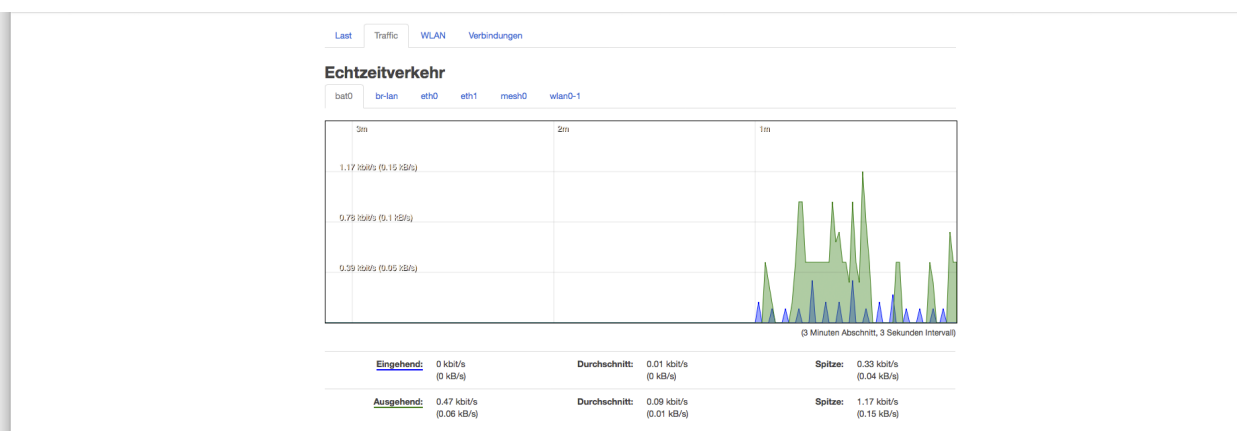 Last Traffic WLAN Verbindungen
Echtzeitverkehr
bat0 br-lan eth0 eth1 mesh0 wlan0-1
3m 2m 1m
1.17 kbit/s (0.15 kB/s)
0.78 kbit/s (0.1 kB/s)
0.39 kbit/s (0.05 kB/s)
(3 Minuten Abschnitt, 3 Sekunden Intervall)
Eingehend: 0 kbit/s Durchschnitt: 0.01 kbit/s Spitze: 0.33 kbit/s
(0 kB/s) (0 kB/s) (0.04 kB/s)
Ausgehend: 0.47 kbit/s Durchschnitt: 0.09 kbit/s Spitze: 1.17 kbit/s
(0.06 kB/s) (0.01 kB/s) (0.15 kB/s)